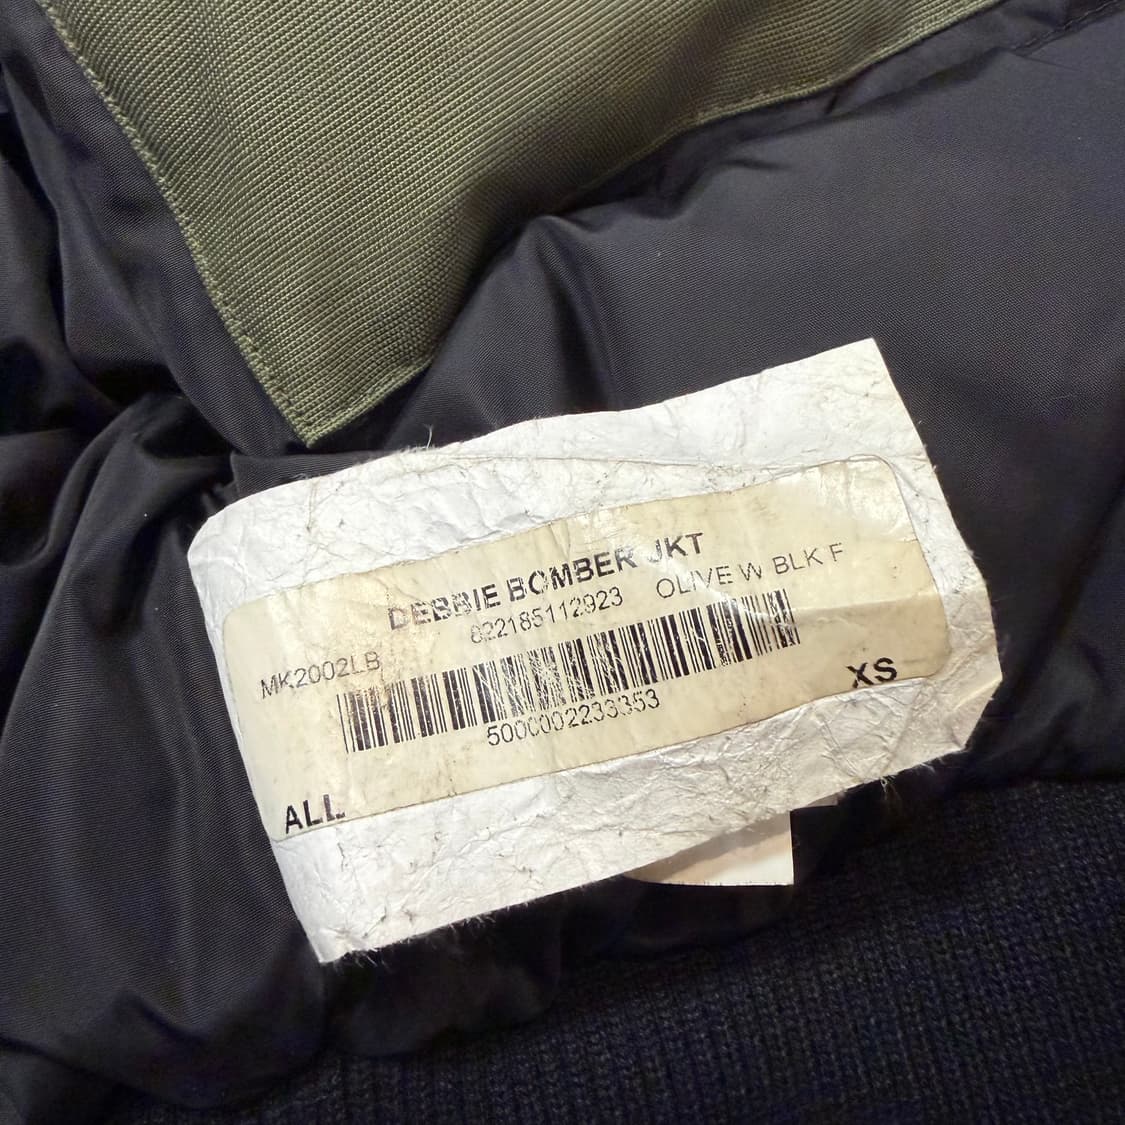 DEBBIE BOMBER JKT
822185112923 OLIVE W BLK F
MK2002LB
5000002233353
XS
ALL